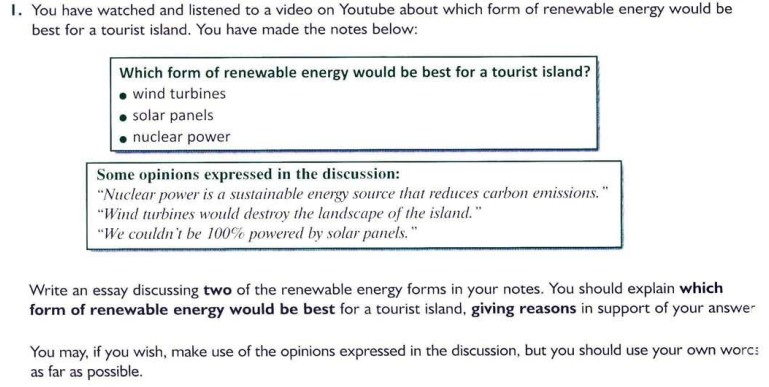 1. You have watched and listened to a video on Youtube about which form of renewable energy would be
best for a tourist island. You have made the notes below:
Which form of renewable energy would be best for a tourist island?
• wind turbines
• solar panels
• nuclear power
Some opinions expressed in the discussion:
"Nuclear power is a sustainable energy source that reduces carbon emissions."
"Wind turbines would destroy the landscape of the island."
"We couldn't be 100% powered by solar panels."
Write an essay discussing two of the renewable energy forms in your notes. You should explain which
form of renewable energy would be best for a tourist island, giving reasons in support of your answer
You may, if you wish, make use of the opinions expressed in the discussion, but you should use your own words
as far as possible.